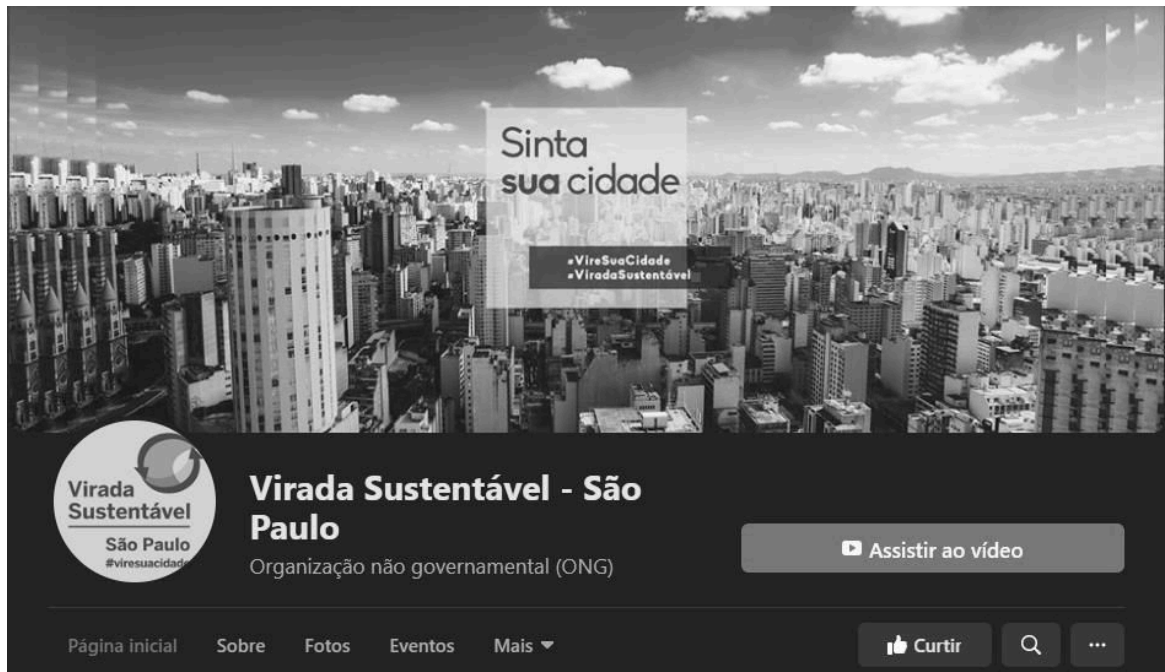 Sinta
sua cidade
#VireSuaCidade
#ViradaSustentável
Virada
Sustentável
São Paulo
#viresuacidade
Virada Sustentável - São
Paulo
Organização não governamental (ONG)
Assistir ao vídeo
Página inicial Sobre Fotos Eventos Mais
Curtir